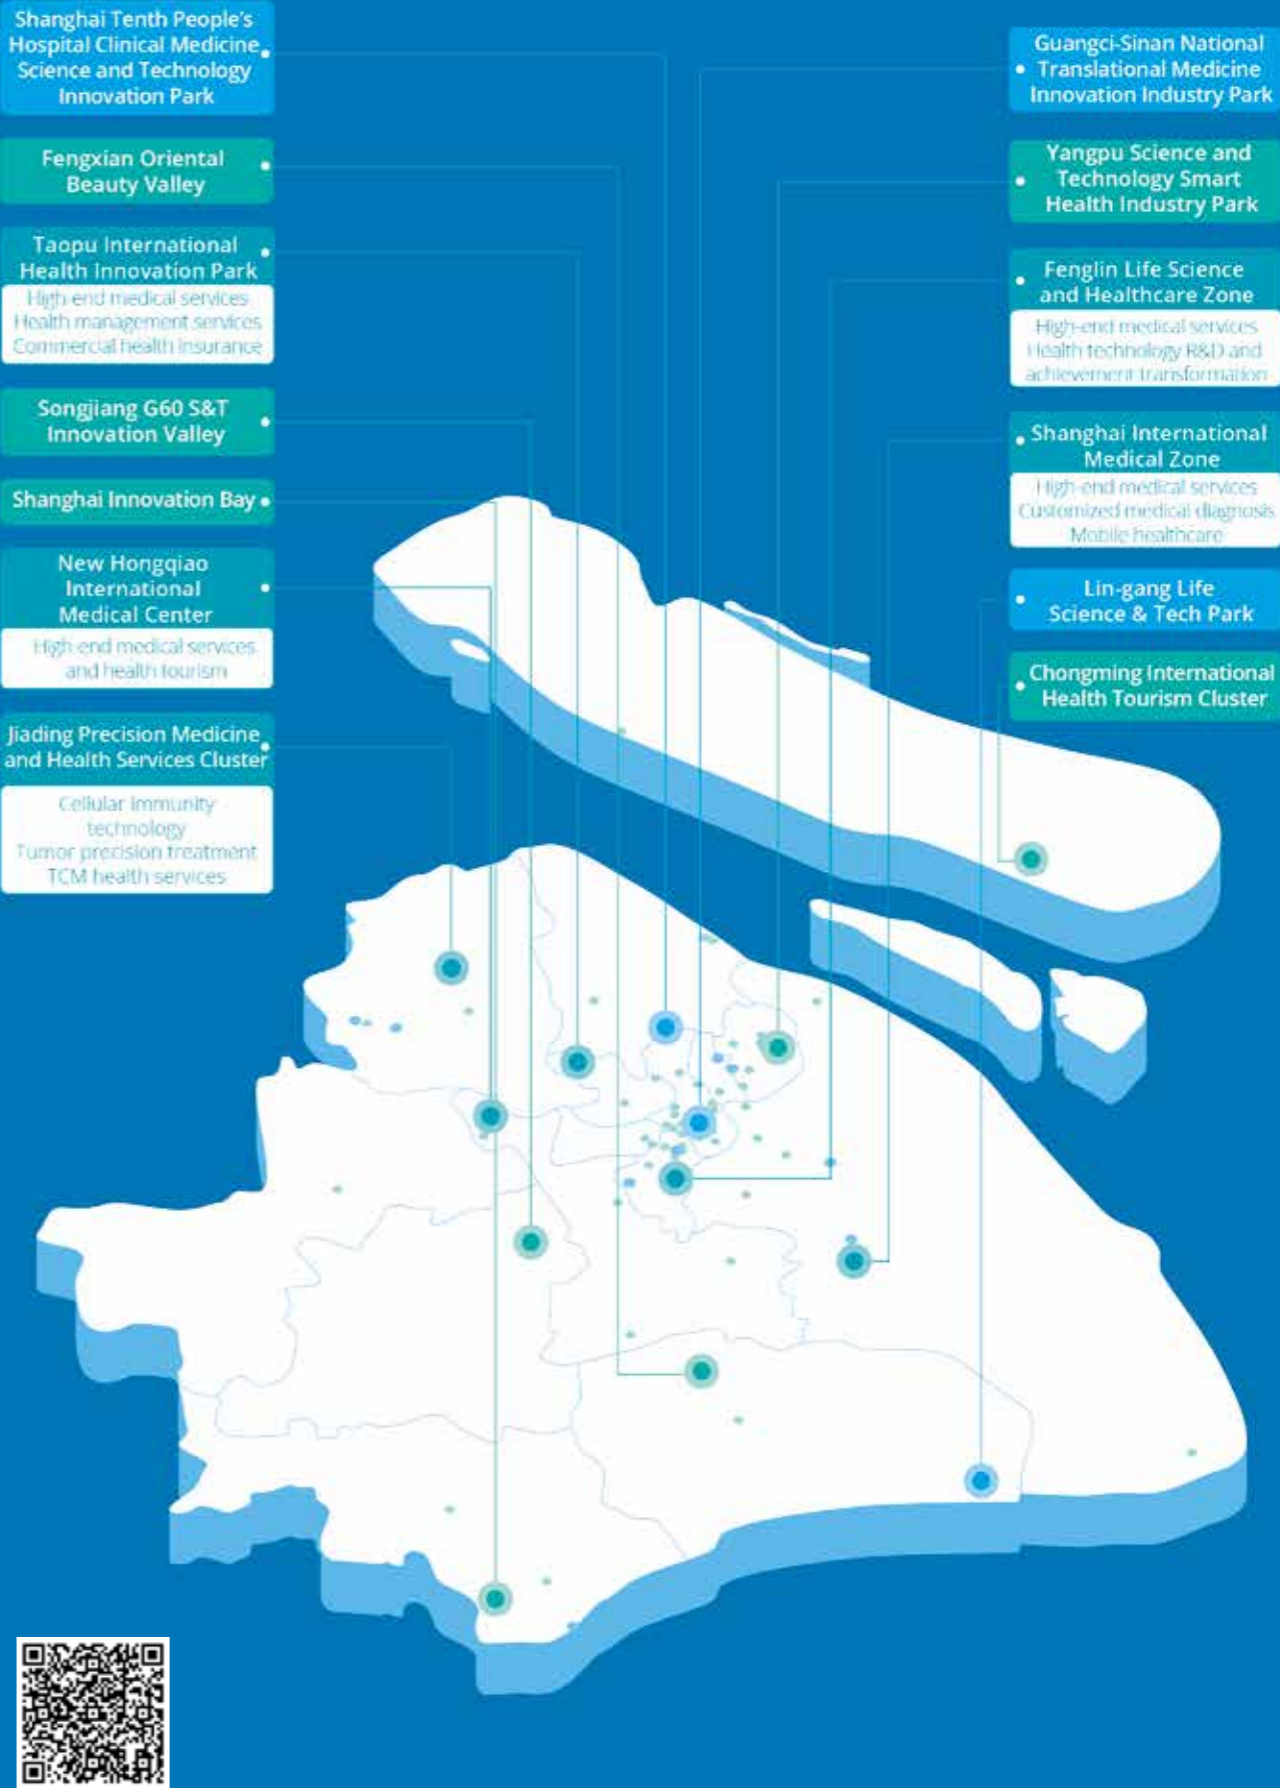 Shanghai Tenth People's
Hospital Clinical Medicine
Science and Technology
Innovation Park
Fengxian Oriental
Beauty Valley
Taopu International
Health Innovation Park
High-end medical services
Health management services
Commercial health insurance
Songjiang G60 S&T
Innovation Valley
Shanghai Innovation Bay
New Hongqiao
International
Medical Center
High-end medical services
and health tourism
Jiading Precision Medicine
and Health Services Cluster
Cellular immunity
technology
Tumor precision treatment
TCM health services
Guangci-Sinan National
Translational Medicine
Innovation Industry Park
Yangpu Science and
Technology Smart
Health Industry Park
Fenglin Life Science
and Healthcare Zone
High-end medical services
Health technology R&D and
achievement transformation
Shanghai International
Medical Zone
High-end medical services
Customized medical diagnosis
Mobile healthcare
Lin-gang Life
Science & Tech Park
Chongming International
Health Tourism Cluster